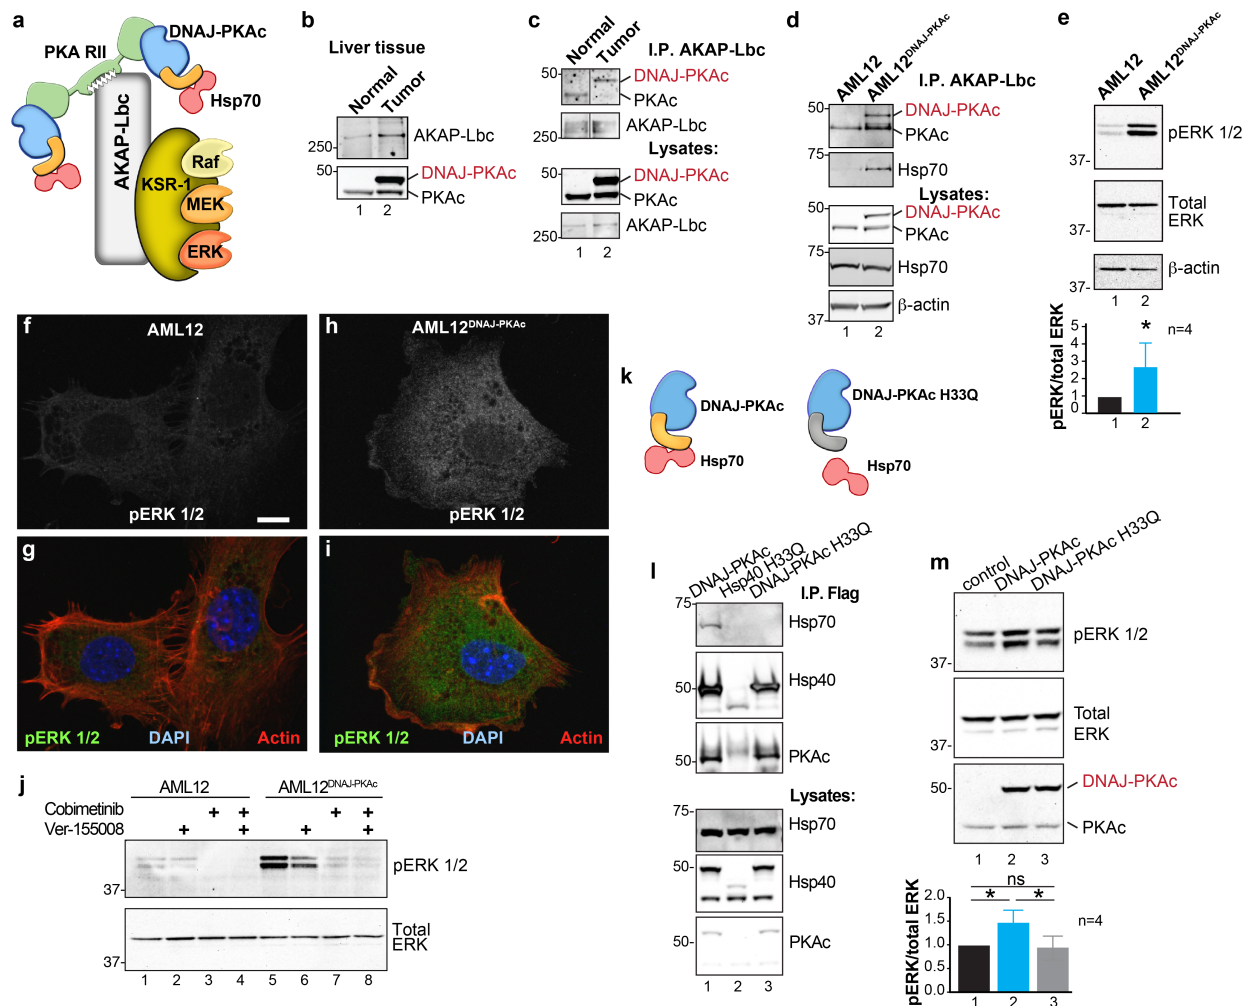 a
DNAJ-PKAc
PKA RII
Hsp70
AKAP-Lbc
KSR-1
Raf
MEK
ERK
b
Liver tissue
Normal
Tumor
AKAP-Lbc
250
50
DNAJ-PKAc
PKAc
1 2
c
Normal
Tumor
I.P. AKAP-Lbc
50
DNAJ-PKAc
PKAc
AKAP-Lbc
250
Lysates:
50
DNAJ-PKAc
PKAc
AKAP-Lbc
250
1 2
d
AML12
AML12DNAJ-PKAc
I.P. AKAP-Lbc
50
DNAJ-PKAc
PKAc
75
Hsp70
Lysates:
50
DNAJ-PKAc
PKAc
75
Hsp70
β-actin
37
1 2
e
AML12
AML12DNAJ-PKAc
pERK 1/2
37-
Total
ERK
37-
β-actin
37-
1 2
pERK/total ERK
5
4
3
2
1
0
*
n=4
1 2
f
AML12
pERK 1/2
g
pERK 1/2 DAPI Actin
h
AML12DNAJ-PKAc
pERK 1/2
i
pERK 1/2 DAPI Actin
j
AML12 AML12DNAJ-PKAc
Cobimetinib + + + +
Ver-155008 + + + +
pERK 1/2
37
Total
ERK
37
1 2 3 4 5 6 7 8
k
DNAJ-PKAc
Hsp70
DNAJ-PKAc H33Q
Hsp70
l
DNAJ-PKAc
Hsp40 H33Q
DNAJ-PKAc H33Q
I.P. Flag
75
Hsp70
Hsp40
50
PKAc
50
Lysates:
75
Hsp70
50
Hsp40
PKAc
50-
1 2 3
m
control
DNAJ-PKAc
DNAJ-PKAc H33Q
pERK 1/2
37-
Total
ERK
37-
50-
DNAJ-PKAc
PKAc
1 2 3
pERK/total ERK
2.0
1.5
1.0
0.5
0.0
ns
* *
n=4
1 2 3